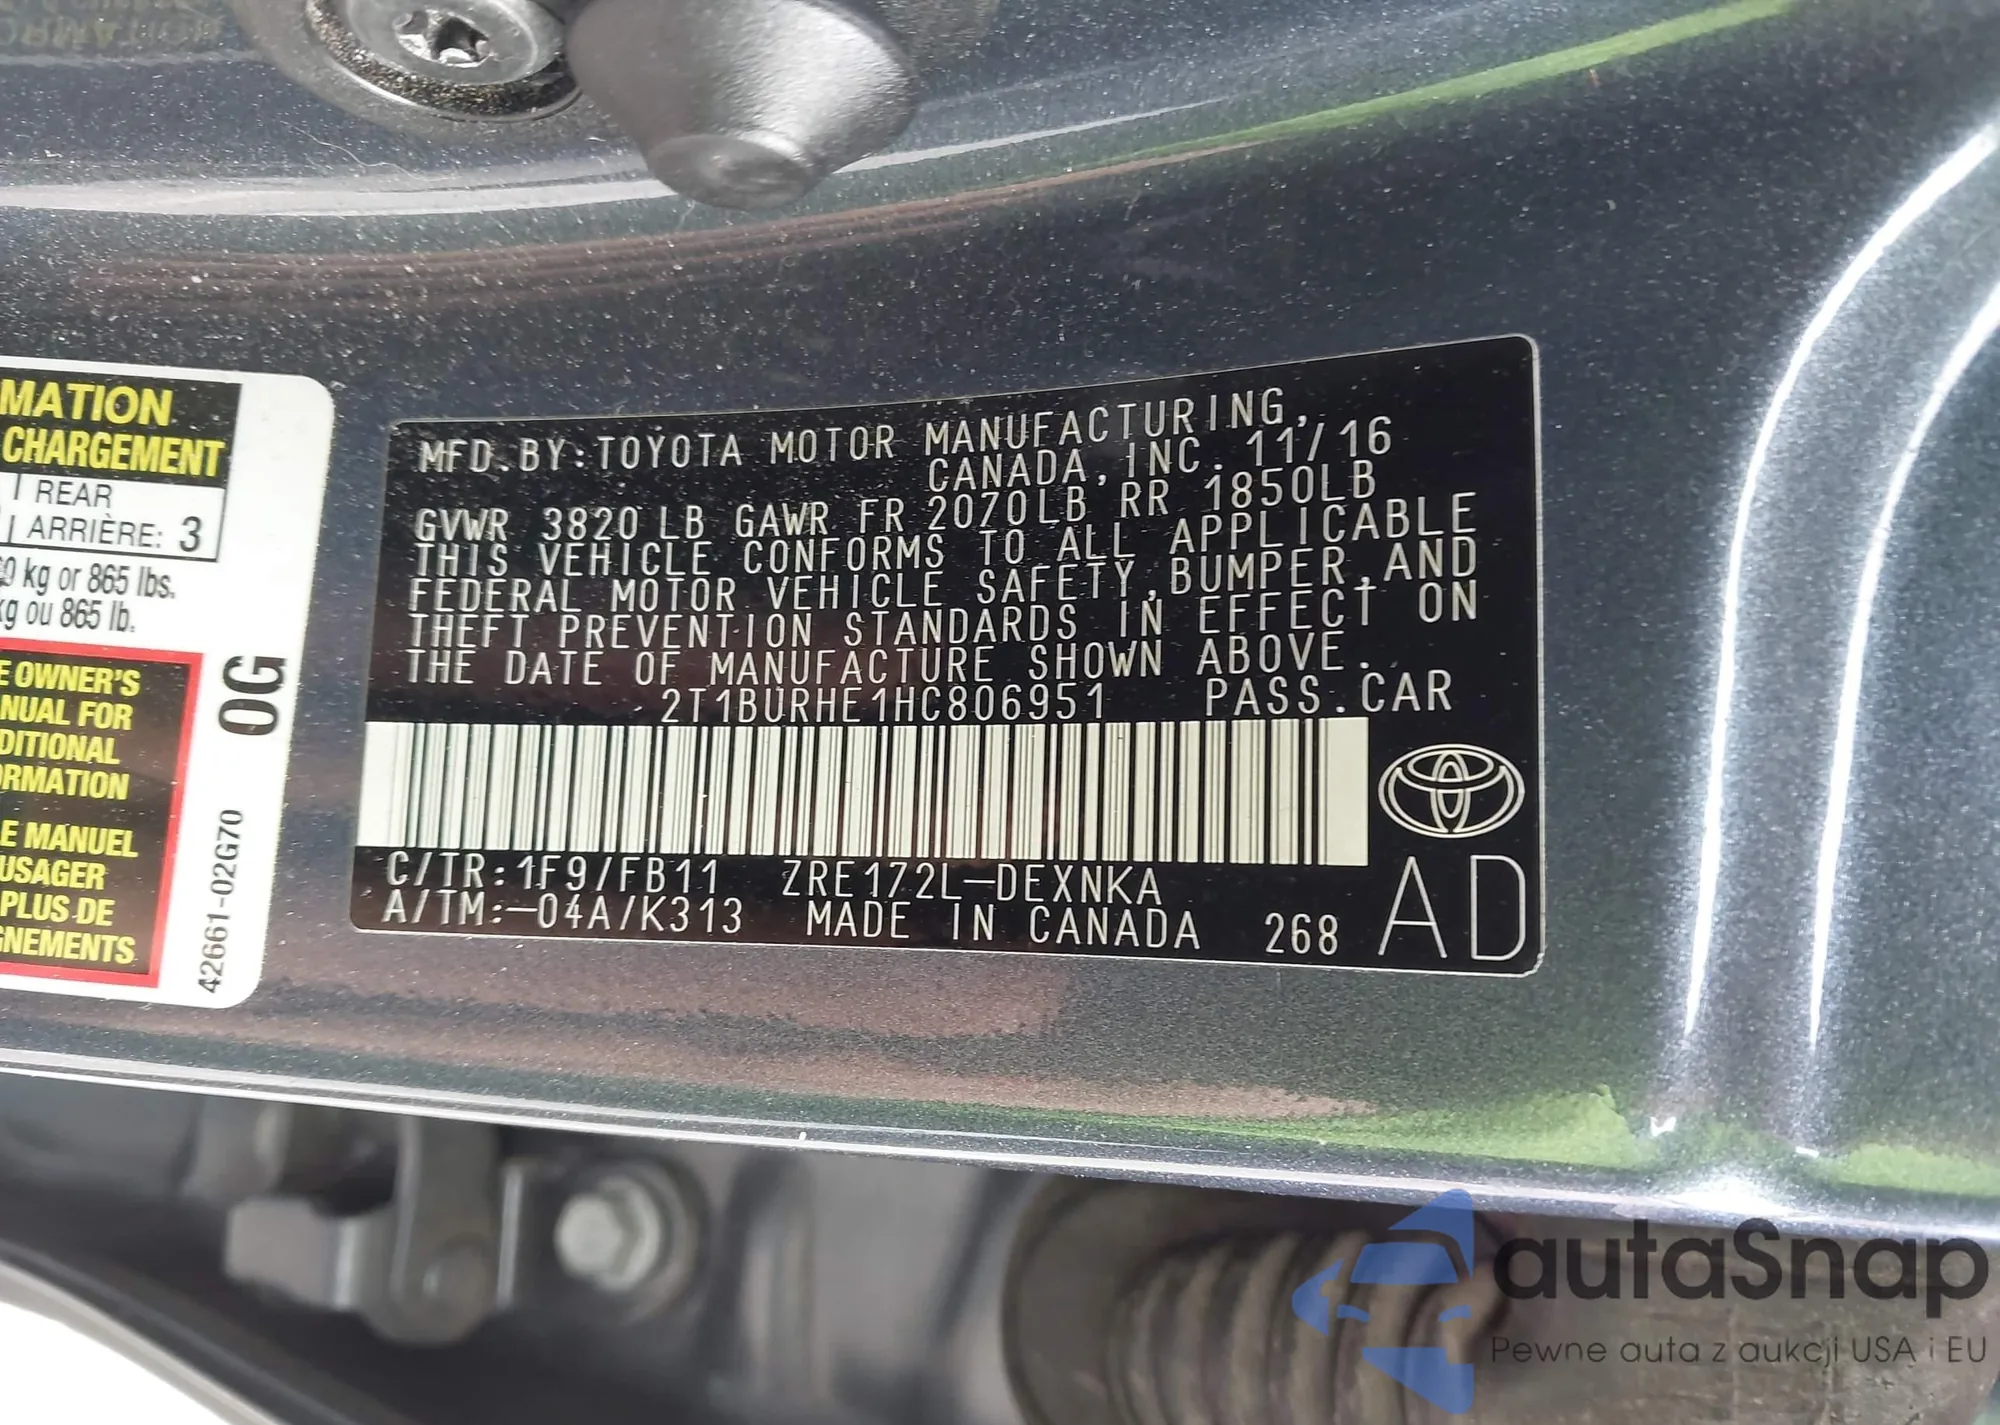 MATION
CHARGEMENT
REAR
ARRIÈRE: 3
0 kg or 865 lbs.
kg ou 865 lb.
E OWNER'S
NUAL FOR
DITIONAL
ORMATION
E MANUEL
USAGER
PLUS DE
GNEMENTS
0G
42661-02G70
MFD.BY:TOYOTA MOTOR MANUFACTURING,
CANADA,INC. 11/16
GVWR 3820LB GAWR FR 2070LB RR 1850LB
THIS VEHICLE CONFORMS TO ALL APPLICABLE
FEDERAL MOTOR VEHICLE SAFETY,BUMPER,AND
THEFT PREVENTION STANDARDS IN EFFECT ON
THE DATE OF MANUFACTURE SHOWN ABOVE.
2T1BURHE1HC806951 PASS.CAR
C/TR:1F9/FB11 ZRE172L-DEXNKA
A/TM:-04A/K313 MADE IN CANADA 268
AD
autaSnap
Pewne auta z aukcji USA i EU